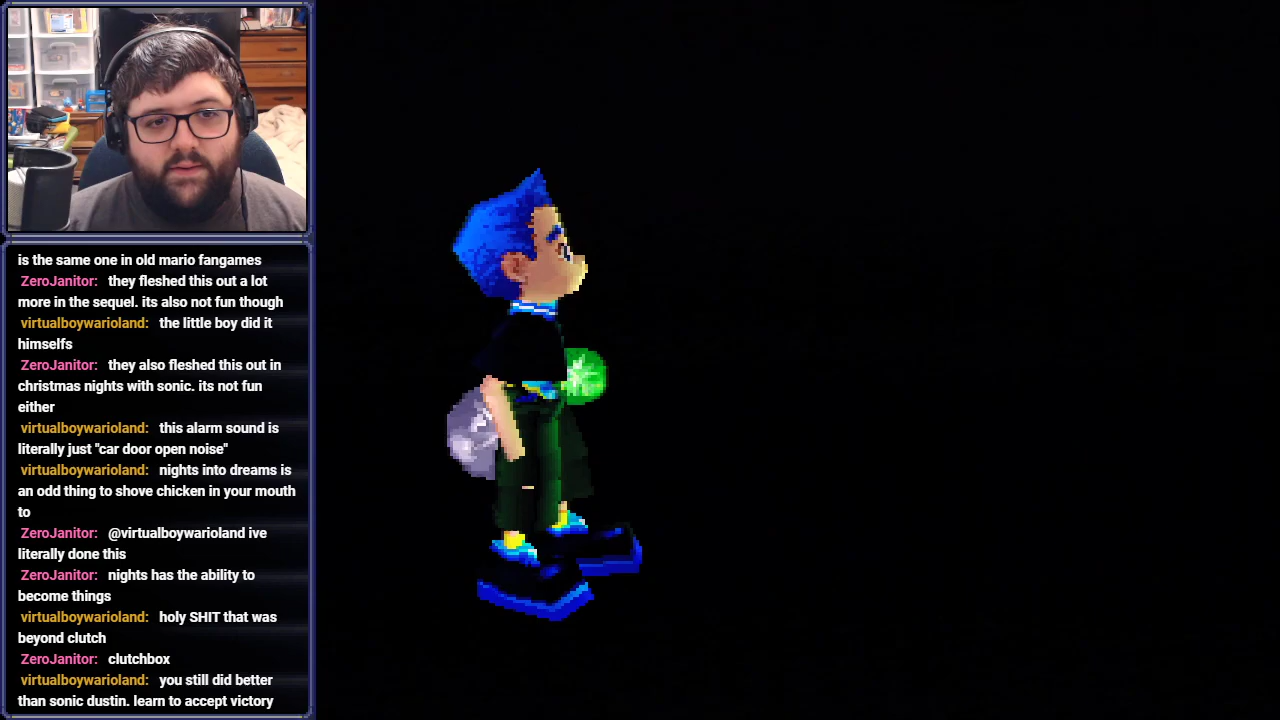 is the same one in old mario fangames
ZeroJanitor: they fleshed this out a lot
more in the sequel. its also not fun though
virtualboywarioland: the little boy did it
himselfs
ZeroJanitor: they also fleshed this out in
christmas nights with sonic. its not fun
either
virtualboywarioland: this alarm sound is
literally just "car door open noise"
virtualboywarioland: nights into dreams is
an odd thing to shove chicken in your mouth
to
ZeroJanitor: @virtualboywarioland ive
literally done this
ZeroJanitor: nights has the ability to
become things
virtualboywarioland: holy SHIT that was
beyond clutch
ZeroJanitor: clutchbox
virtualboywarioland: you still did better
than sonic dustin. learn to accept victory